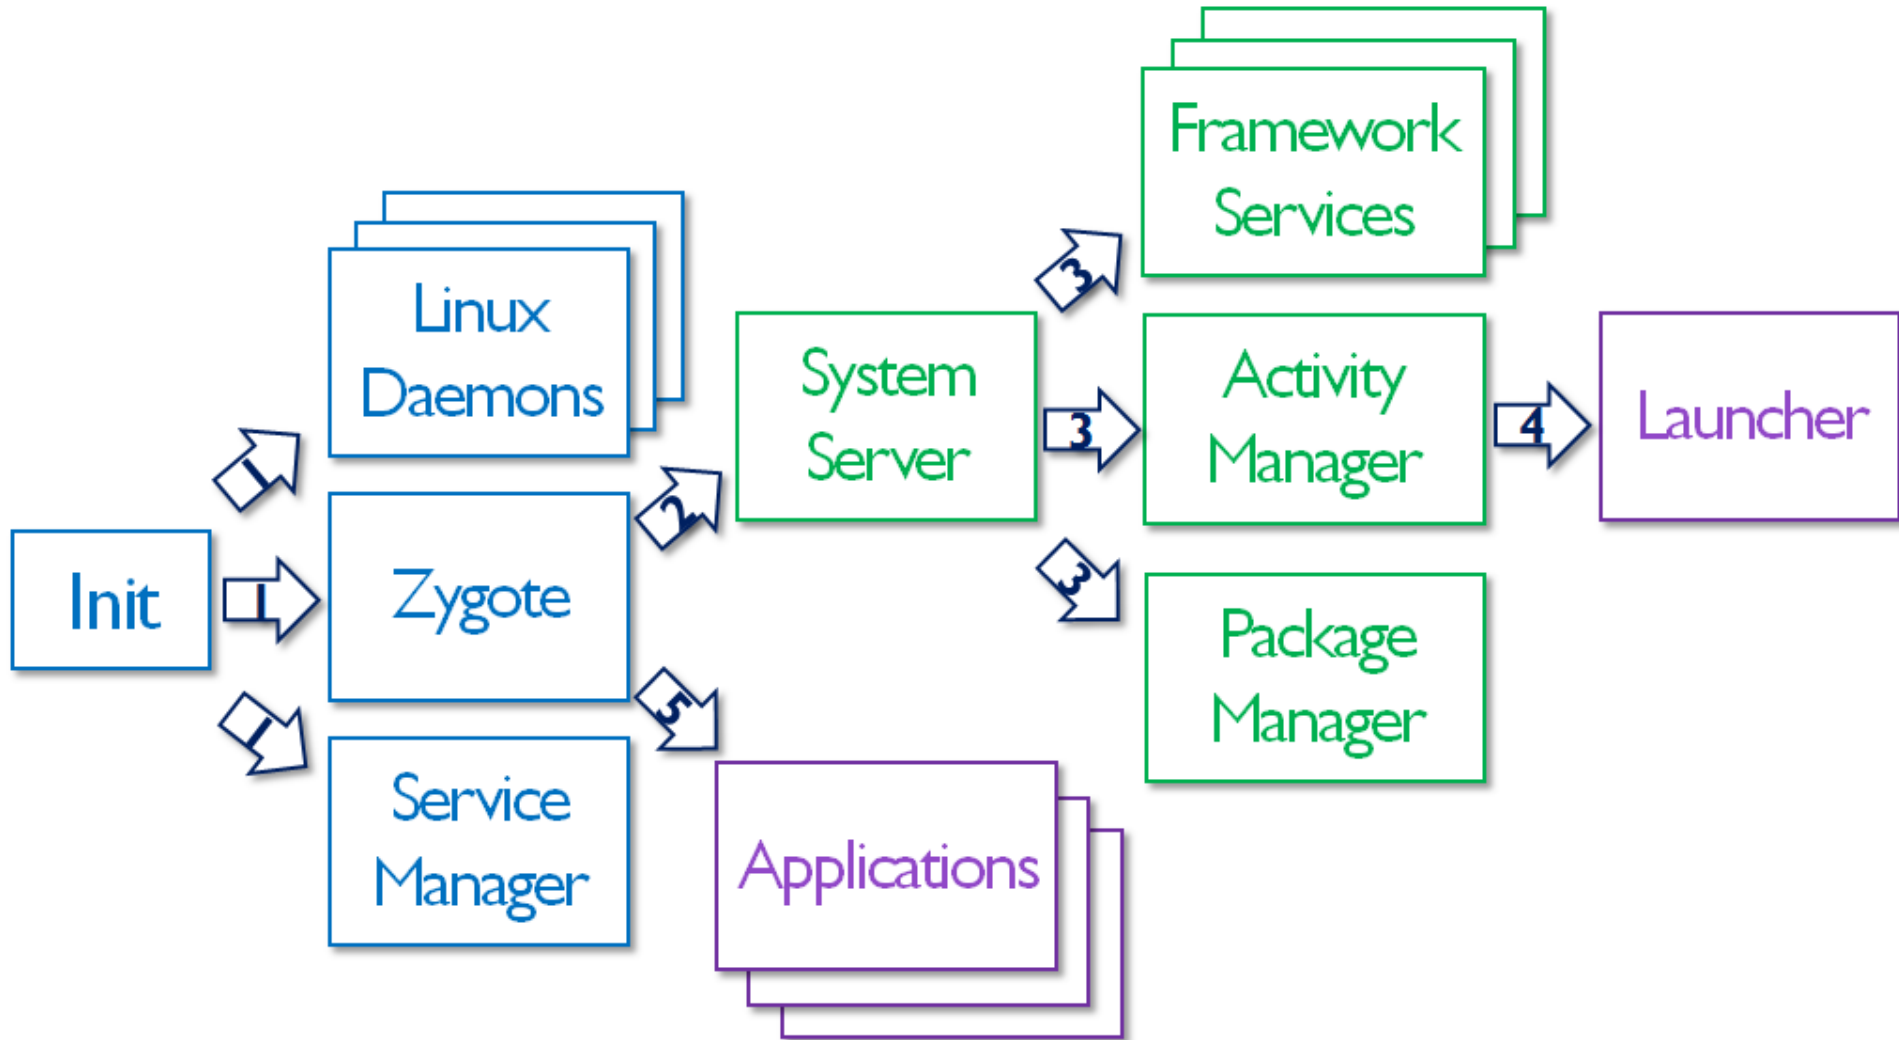 Framework
Services
Linux
Daemons
System
Server
Activity
Manager
Launcher
Init
Zygote
Package
Manager
Service
Manager
Applications
1
1
1
2
3
3
3
4
5